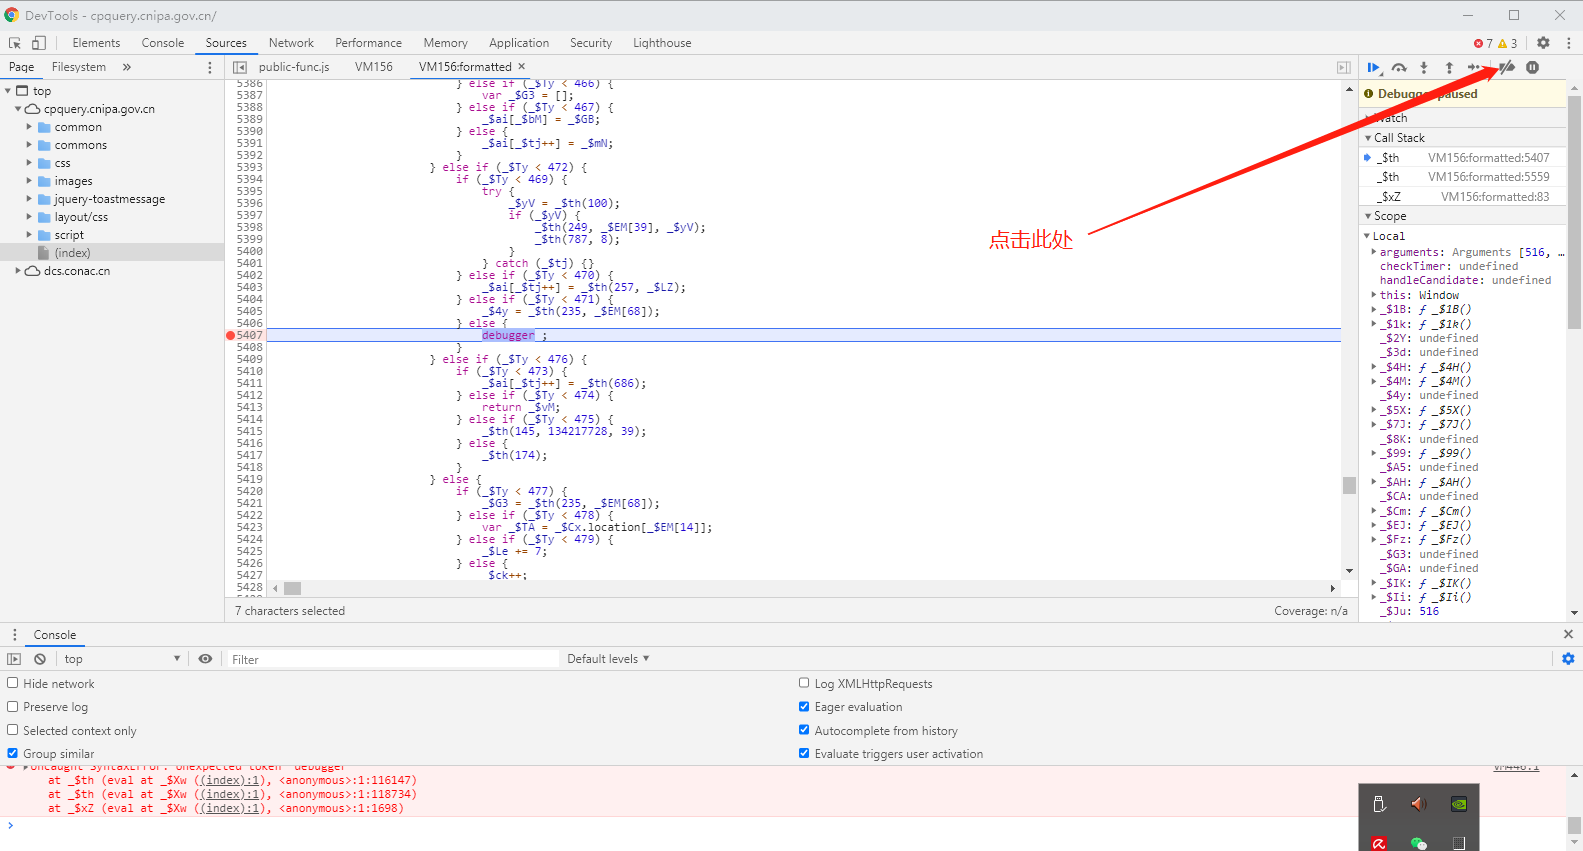 DevTools - cpquery.cnipa.gov.cn/
Elements Console Sources Network Performance Memory Application Security Lighthouse 7 3
Page Filesystem » public-func.js VM156 VM156:formatted ×
top
cpquery.cnipa.gov.cn
common
commons
css
images
jquery-toastmessage
layout/css
script
(index)
dcs.conac.cn
5386 } else if (_$Ty < 466) {
5387 var _$G3 = [];
5388 } else if (_$Ty < 467) {
5389 _$ai[_$bM] = _$GB;
5390 } else {
5391 _$ai[_$tj++] = _$mN;
5392 }
5393 } else if (_$Ty < 472) {
5394 if (_$Ty < 469) {
5395 try {
5396 _$yV = _$th(100);
5397 if (_$yV) {
5398 _$th(249, _$EM[39], _$yV);
5399 _$th(787, 8);
5400 }
5401 } catch (_$tj) {}
5402 } else if (_$Ty < 470) {
5403 _$ai[_$tj++] = _$th(257, _$LZ);
5404 } else if (_$Ty < 471) {
5405 _$4y = _$th(235, _$EM[68]);
5406 } else {
5407 debugger ;
5408 }
5409 } else if (_$Ty < 476) {
5410 if (_$Ty < 473) {
5411 _$ai[_$tj++] = _$th(686);
5412 } else if (_$Ty < 474) {
5413 return _$vM;
5414 } else if (_$Ty < 475) {
5415 _$th(145, 134217728, 39);
5416 } else {
5417 _$th(174);
5418 }
5419 } else {
5420 if (_$Ty < 477) {
5421 _$G3 = _$th(235, _$EM[68]);
5422 } else if (_$Ty < 478) {
5423 var _$TA = _$Cx.location[_$EM[14]];
5424 } else if (_$Ty < 479) {
5425 _$Le += 7;
5426 } else {
5427 _$ck++;
5428
点击此处
7 characters selected Coverage: n/a
Debugger paused
Watch
Call Stack
_$th VM156:formatted:5407
_$th VM156:formatted:5559
_$xZ VM156:formatted:83
Scope
Local
arguments: Arguments [516, …
checkTimer: undefined
handleCandidate: undefined
this: Window
_$1B: ƒ _$1B()
_$1k: ƒ _$1k()
_$2Y: undefined
_$3d: undefined
_$4H: ƒ _$4H()
_$4M: ƒ _$4M()
_$4y: undefined
_$5X: ƒ _$5X()
_$7J: ƒ _$7J()
_$8K: undefined
_$99: ƒ _$99()
_$A5: undefined
_$AH: ƒ _$AH()
_$CA: undefined
_$Cm: ƒ _$Cm()
_$EJ: ƒ _$EJ()
_$Fz: ƒ _$Fz()
_$G3: undefined
_$GA: undefined
_$IK: ƒ _$IK()
_$Ii: ƒ _$Ii()
_$Ju: 516
Console
top Filter Default levels
Hide network Log XMLHttpRequests
Preserve log Eager evaluation
Selected context only Autocomplete from history
Group similar Evaluate triggers user activation
Uncaught SyntaxError: Unexpected token 'debugger' VM446:1
at _$th (eval at _$Xw ((index):1), <anonymous>:1:116147)
at _$th (eval at _$Xw ((index):1), <anonymous>:1:118734)
at _$xZ (eval at _$Xw ((index):1), <anonymous>:1:1698)